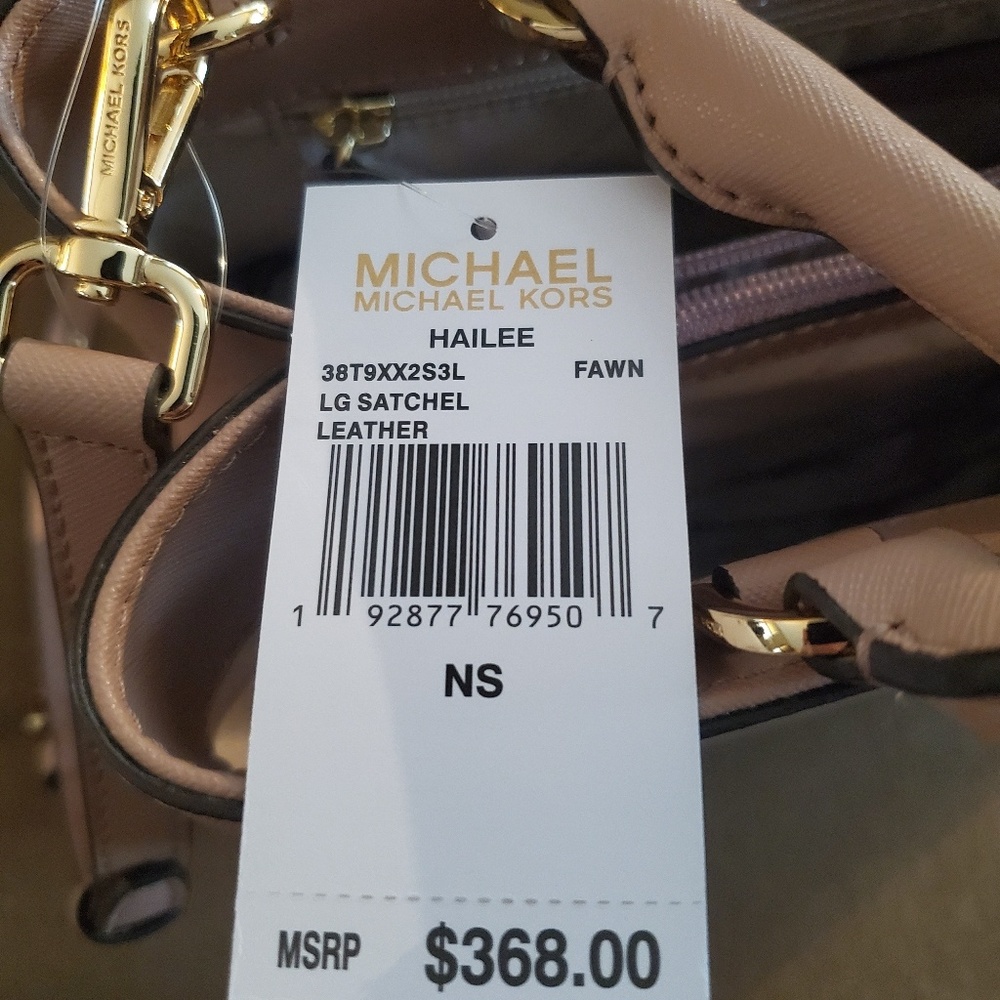 MICHAEL KORS
MICHAEL
MICHAEL KORS
HAILEE
38T9XX2S3L FAWN
LG SATCHEL
LEATHER
1 92877 76950 7
NS
MSRP $368.00